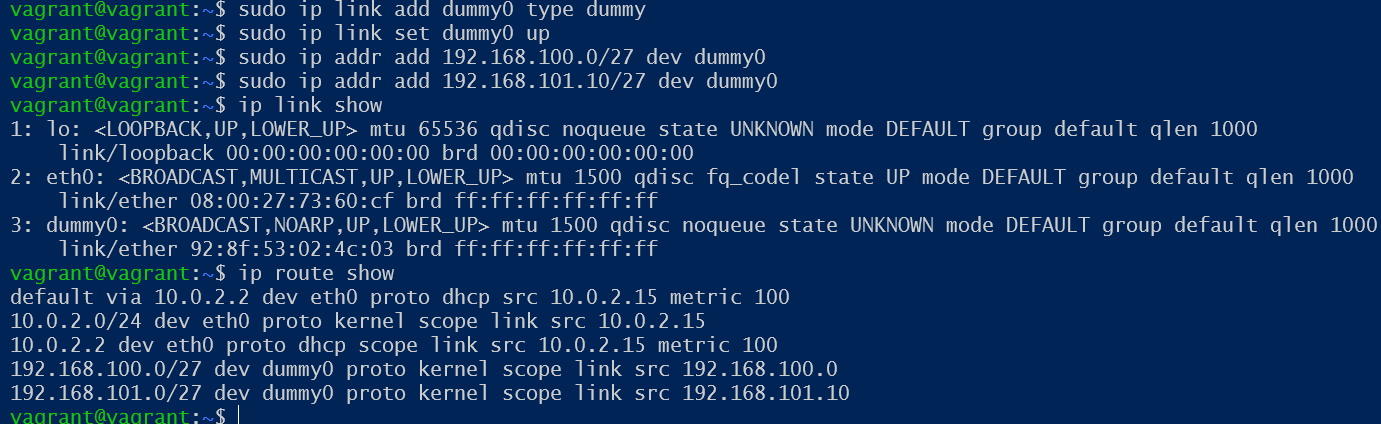 vagrant@vagrant:~$ sudo ip link add dummy0 type dummy
vagrant@vagrant:~$ sudo ip link set dummy0 up
vagrant@vagrant:~$ sudo ip addr add 192.168.100.0/27 dev dummy0
vagrant@vagrant:~$ sudo ip addr add 192.168.101.10/27 dev dummy0
vagrant@vagrant:~$ ip link show
1: lo: <LOOPBACK,UP,LOWER_UP> mtu 65536 qdisc noqueue state UNKNOWN mode DEFAULT group default qlen 1000
    link/loopback 00:00:00:00:00:00 brd 00:00:00:00:00:00
2: eth0: <BROADCAST,MULTICAST,UP,LOWER_UP> mtu 1500 qdisc fq_codel state UP mode DEFAULT group default qlen 1000
    link/ether 08:00:27:73:60:cf brd ff:ff:ff:ff:ff:ff
3: dummy0: <BROADCAST,NOARP,UP,LOWER_UP> mtu 1500 qdisc noqueue state UNKNOWN mode DEFAULT group default qlen 1000
    link/ether 92:8f:53:02:4c:03 brd ff:ff:ff:ff:ff:ff
vagrant@vagrant:~$ ip route show
default via 10.0.2.2 dev eth0 proto dhcp src 10.0.2.15 metric 100
10.0.2.0/24 dev eth0 proto kernel scope link src 10.0.2.15
10.0.2.2 dev eth0 proto dhcp scope link src 10.0.2.15 metric 100
192.168.100.0/27 dev dummy0 proto kernel scope link src 192.168.100.0
192.168.101.0/27 dev dummy0 proto kernel scope link src 192.168.101.10
vagrant@vagrant:~$